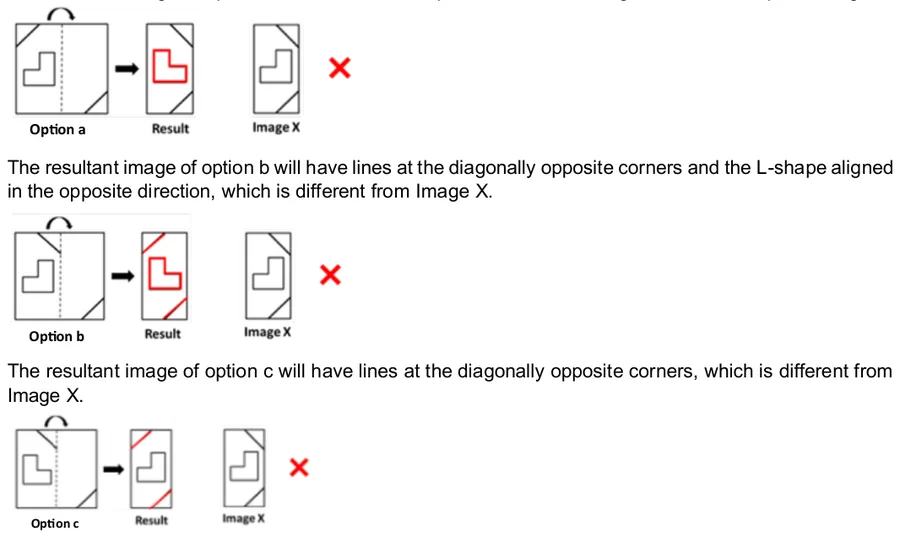 Option a Result Image X
The resultant image of option b will have lines at the diagonally opposite corners and the L-shape aligned
in the opposite direction, which is different from Image X.
Option b Result Image X
The resultant image of option c will have lines at the diagonally opposite corners, which is different from
Image X.
Option c Result Image X